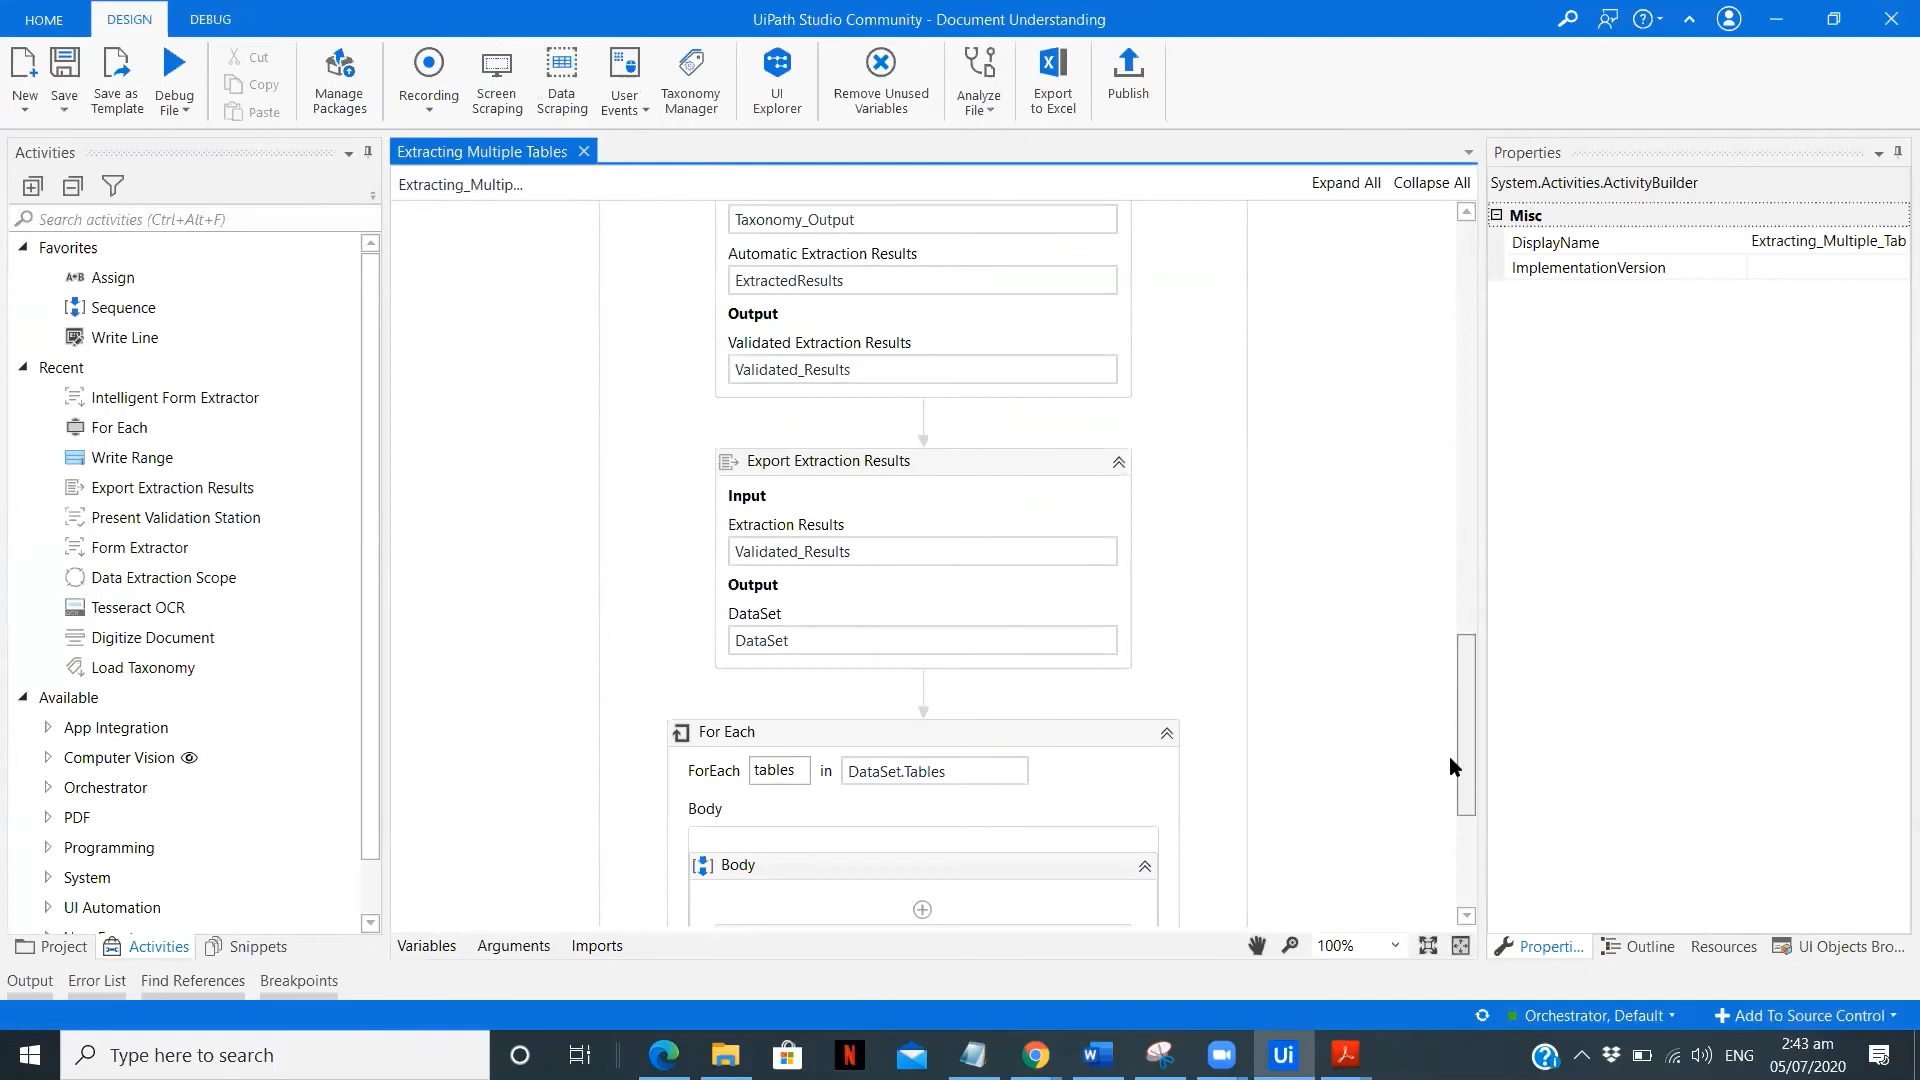 HOME
DESIGN
DEBUG
UiPath Studio Community - Document Understanding
New
Save
Save as Template
Debug File
Cut
Copy
Paste
Manage Packages
Recording
Screen Scraping
Data Scraping
User Events
Taxonomy Manager
UI Explorer
Remove Unused Variables
Analyze File
Export to Excel
Publish
Activities
Search activities (Ctrl+Alt+F)
Favorites
Assign
Sequence
Write Line
Recent
Intelligent Form Extractor
For Each
Write Range
Export Extraction Results
Present Validation Station
Form Extractor
Data Extraction Scope
Tesseract OCR
Digitize Document
Load Taxonomy
Available
App Integration
Computer Vision
Orchestrator
PDF
Programming
System
UI Automation
Project
Activities
Snippets
Extracting Multiple Tables
Extracting_Multip...
Expand All
Collapse All
Taxonomy_Output
Automatic Extraction Results
ExtractedResults
Output
Validated Extraction Results
Validated_Results
Export Extraction Results
Input
Extraction Results
Validated_Results
Output
DataSet
DataSet
For Each
ForEach tables in DataSet.Tables
Body
Body
Variables
Arguments
Imports
100%
Properties
System.Activities.ActivityBuilder
Misc
DisplayName Extracting_Multiple_Tab
ImplementationVersion
Properti...
Outline
Resources
UI Objects Bro...
Output
Error List
Find References
Breakpoints
Orchestrator, Default
Add To Source Control
Type here to search
ENG
2:43 am
05/07/2020